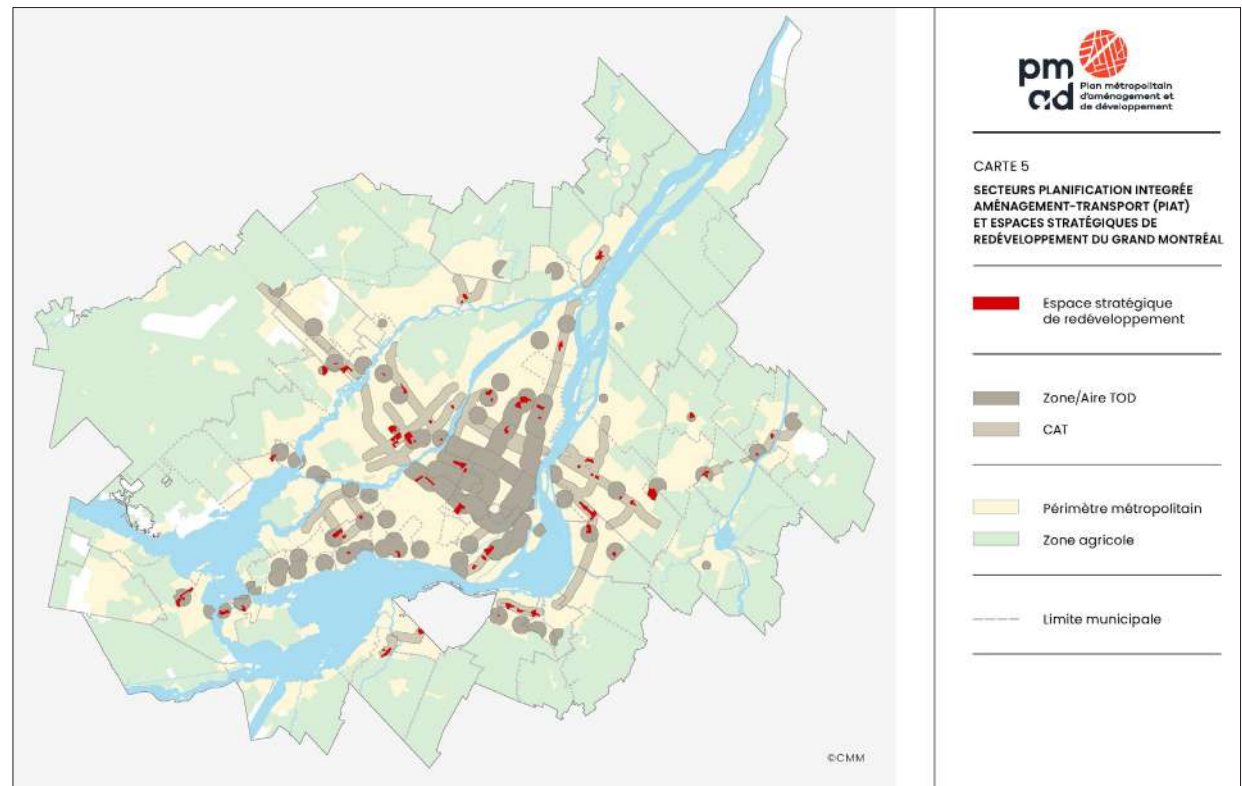 pm
ad
Plan métropolitain
d'aménagement et
de développement
CARTE 5
SECTEURS PLANIFICATION INTEGRÉE
AMÉNAGEMENT-TRANSPORT (PIAT)
ET ESPACES STRATÉGIQUES DE
REDÉVELOPPEMENT DU GRAND MONTRÉAL
Espace stratégique
de redéveloppement
Zone/Aire TOD
CAT
Périmètre métropolitain
Zone agricole
Limite municipale
©CMM